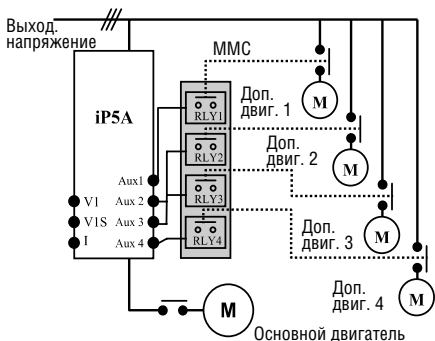 Выход.
напряжение
ММС
iP5A
Доп.
двиг. 1
M
RLY1
RLY2
Доп.
двиг. 2
M
Aux1
V1
Aux 2
RLY3
V1S
Aux 3
Доп.
двиг. 3
M
I
Aux 4
RLY4
Доп.
двиг. 4
M
M
Основной двигатель